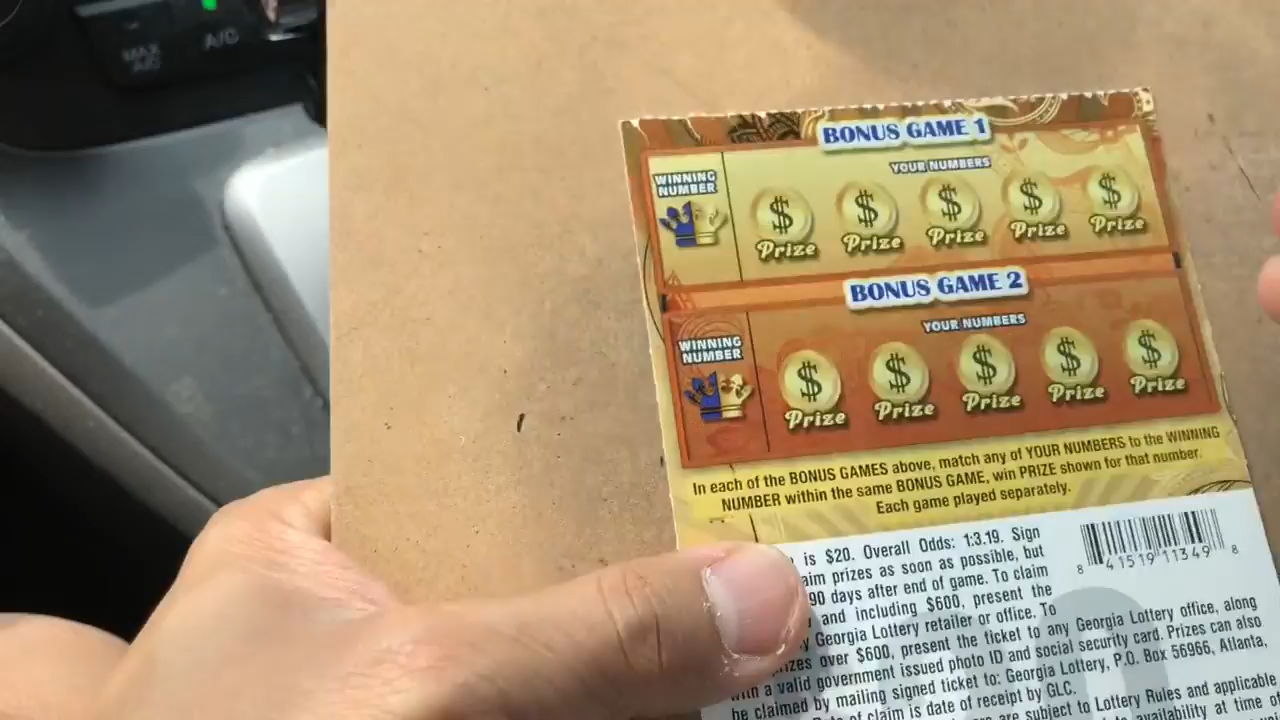 MAX
A/C
A/C
BONUS GAME 1
WINNING
NUMBER
YOUR NUMBERS
$ $ $ $ $
Prize Prize Prize Prize Prize
BONUS GAME 2
WINNING
NUMBER
YOUR NUMBERS
$ $ $ $ $
Prize Prize Prize Prize Prize
In each of the BONUS GAMES above, match any of YOUR NUMBERS to the WINNING
NUMBER within the same BONUS GAME, win PRIZE shown for that number.
Each game played separately.
is $20. Overall Odds: 1:3.19. Sign
prizes as soon as possible, but
90 days after end of game. To claim
and including $600, present the
Georgia Lottery retailer or office. To
over $600, present the ticket to any Georgia Lottery office, along
with a valid government issued photo ID and social security card. Prizes can also
be claimed by mailing signed ticket to: Georgia Lottery, P.O. Box 56966, Atlanta,
of claim is date of receipt by GLC.
are subject to Lottery Rules and applicable
availability at time of
8 41519 11349 8